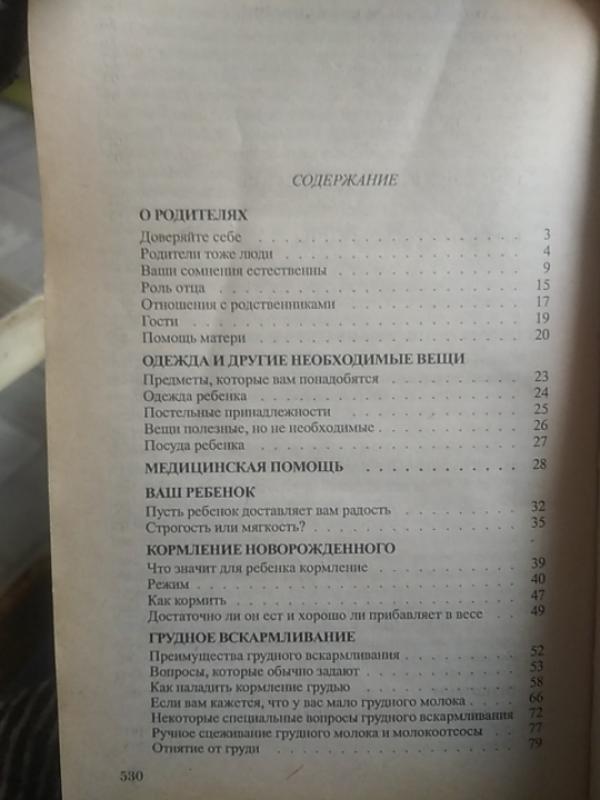 СОДЕРЖАНИЕ
О РОДИТЕЛЯХ
Доверяйте себе . . . . . . . . . . . . . . . . . . 3
Родители тоже люди . . . . . . . . . . . . . . . . 4
Ваши сомнения естественны . . . . . . . . . . . . 9
Роль отца . . . . . . . . . . . . . . . . . . . . 15
Отношения с родственниками . . . . . . . . . . . . 17
Гости . . . . . . . . . . . . . . . . . . . . . . 19
Помощь матери . . . . . . . . . . . . . . . . . . 20
ОДЕЖДА И ДРУГИЕ НЕОБХОДИМЫЕ ВЕЩИ
Предметы, которые вам понадобятся . . . . . . . . 23
Одежда ребенка . . . . . . . . . . . . . . . . . . 24
Постельные принадлежности . . . . . . . . . . . . 25
Вещи полезные, но не необходимые . . . . . . . . . 26
Посуда ребенка . . . . . . . . . . . . . . . . . . 27
МЕДИЦИНСКАЯ ПОМОЩЬ . . . . . . . . . . . 28
ВАШ РЕБЕНОК
Пусть ребенок доставляет вам радость . . . . . . . 32
Строгость или мягкость? . . . . . . . . . . . . . 35
КОРМЛЕНИЕ НОВОРОЖДЕННОГО
Что значит для ребенка кормление . . . . . . . . . 39
Режим . . . . . . . . . . . . . . . . . . . . . . 40
Как кормить . . . . . . . . . . . . . . . . . . . 47
Достаточно ли он ест и хорошо ли прибавляет в весе . . 49
ГРУДНОЕ ВСКАРМЛИВАНИЕ
Преимущества грудного вскармливания . . . . . . . 52
Вопросы, которые обычно задают . . . . . . . . . . 53
Как наладить кормление грудью . . . . . . . . . . 58
Если вам кажется, что у вас мало грудного молока . . . 66
Некоторые специальные вопросы грудного вскармливания 72
Ручное сцеживание грудного молока и молокоотсосы . . 77
Отнятие от груди . . . . . . . . . . . . . . . . . 79
530